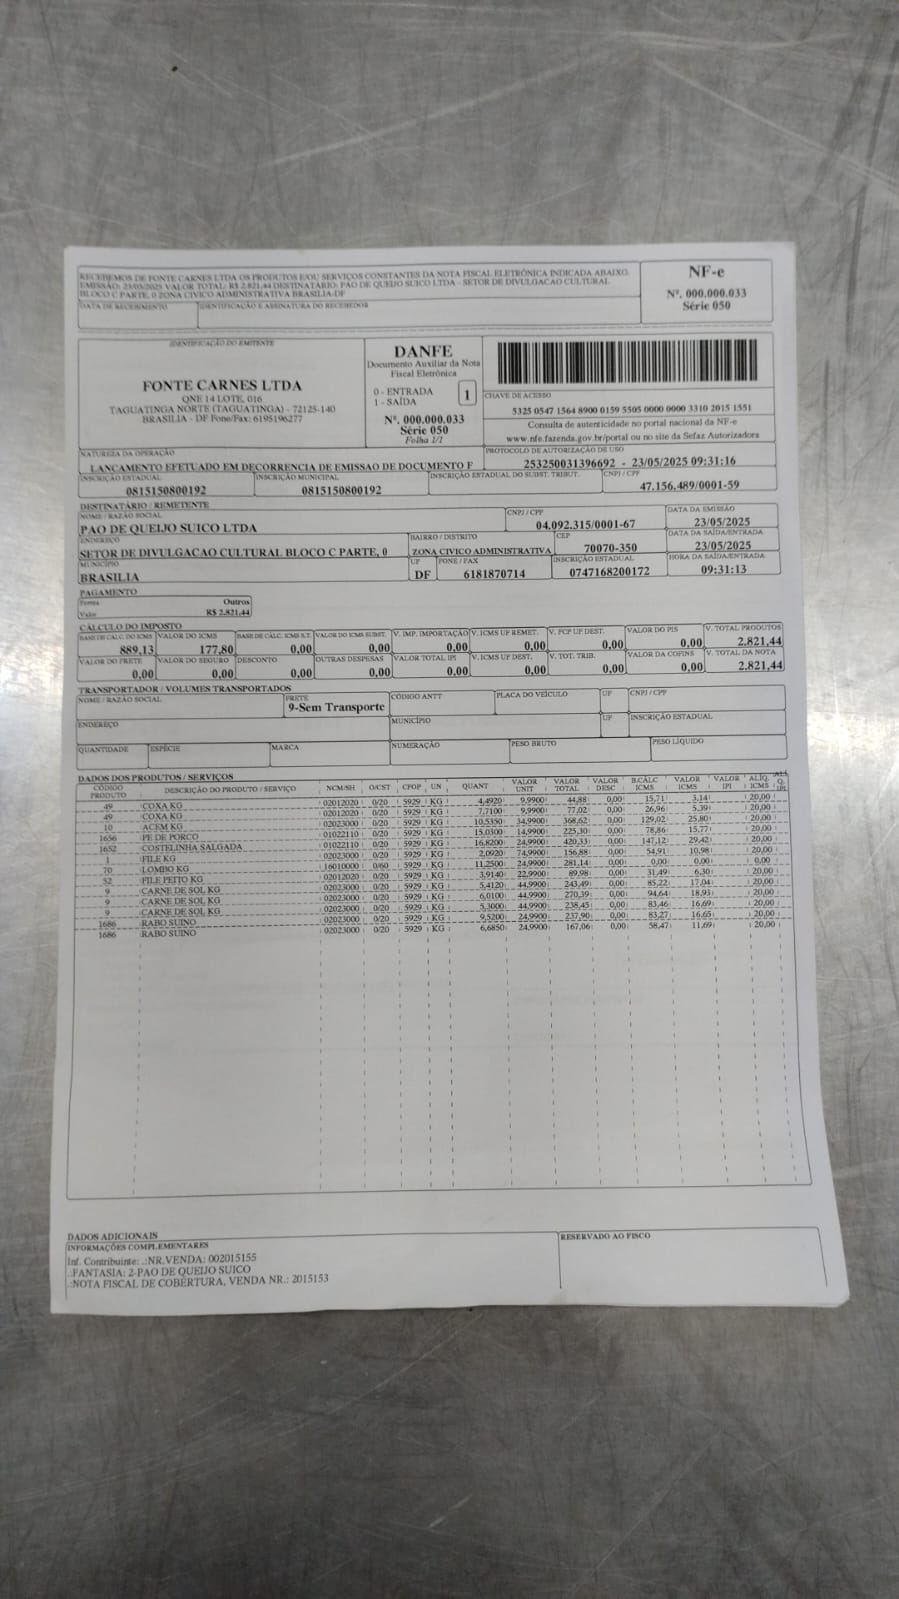 RECEBEMOS DE FONTE CARNES LTDA OS PRODUTOS E/OU SERVIÇOS CONSTANTES DA NOTA FISCAL ELETRÔNICA INDICADA ABAIXO.
EMISSÃO: 23/05/2025 VALOR TOTAL: R$ 2.821,44 DESTINATÁRIO: PAO DE QUEIJO SUICO LTDA - SETOR DE DIVULGACAO CULTURAL
BLOCO C PARTE, 0 ZONA CIVICO ADMINISTRATIVA BRASILIA-DF
DATA DE RECEBIMENTO IDENTIFICAÇÃO E ASSINATURA DO RECEBEDOR
NF-e
Nº. 000.000.033
Série 050
IDENTIFICAÇÃO DO EMITENTE
FONTE CARNES LTDA
QNE 14 LOTE, 016
TAGUATINGA NORTE (TAGUATINGA) - 72125-140
BRASILIA - DF Fone/Fax: 6195196277
DANFE
Documento Auxiliar da Nota
Fiscal Eletrônica
0 - ENTRADA
1 - SAÍDA
1
Nº. 000.000.033
Série 050
Folha 1/1
CHAVE DE ACESSO
5325 0547 1564 8900 0159 5505 0000 0000 3310 2015 1551
Consulta de autenticidade no portal nacional da NF-e
www.nfe.fazenda.gov.br/portal ou no site da Sefaz Autorizadora
NATUREZA DA OPERAÇÃO PROTOCOLO DE AUTORIZAÇÃO DE USO
LANCAMENTO EFETUADO EM DECORRENCIA DE EMISSAO DE DOCUMENTO F 253250031396692 - 23/05/2025 09:31:16
INSCRIÇÃO ESTADUAL INSCRIÇÃO MUNICIPAL INSCRIÇÃO ESTADUAL DO SUBST. TRIBUT. CNPJ / CPF
0815150800192 0815150800192 47.156.489/0001-59
DESTINATÁRIO / REMETENTE
NOME / RAZÃO SOCIAL CNPJ / CPF DATA DA EMISSÃO
PAO DE QUEIJO SUICO LTDA 04.092.315/0001-67 23/05/2025
ENDEREÇO BAIRRO / DISTRITO CEP DATA DA SAÍDA/ENTRADA
SETOR DE DIVULGACAO CULTURAL BLOCO C PARTE, 0 ZONA CIVICO ADMINISTRATIVA 70070-350 23/05/2025
MUNICÍPIO UF FONE / FAX INSCRIÇÃO ESTADUAL HORA DA SAÍDA/ENTRADA
BRASILIA DF 6181870714 0747168200172 09:31:13
PAGAMENTO
Forma Outros
Valor R$ 2.821,44
CÁLCULO DO IMPOSTO
BASE DE CÁLC. DO ICMS VALOR DO ICMS BASE DE CÁLC. ICMS S.T. VALOR DO ICMS SUBST. V. IMP. IMPORTAÇÃO V. ICMS UF REMET. V. FCP UF DEST. VALOR DO PIS V. TOTAL PRODUTOS
889,13 177,80 0,00 0,00 0,00 0,00 0,00 0,00 2.821,44
VALOR DO FRETE VALOR DO SEGURO DESCONTO OUTRAS DESPESAS VALOR TOTAL IPI V. ICMS UF DEST. V. TOT. TRIB. VALOR DA COFINS V. TOTAL DA NOTA
0,00 0,00 0,00 0,00 0,00 0,00 0,00 0,00 2.821,44
TRANSPORTADOR / VOLUMES TRANSPORTADOS
NOME / RAZÃO SOCIAL FRETE CÓDIGO ANTT PLACA DO VEÍCULO UF CNPJ / CPF
9-Sem Transporte
ENDEREÇO MUNICÍPIO UF INSCRIÇÃO ESTADUAL
QUANTIDADE ESPÉCIE MARCA NUMERAÇÃO PESO BRUTO PESO LÍQUIDO
DADOS DOS PRODUTOS / SERVIÇOS
CÓDIGO PRODUTO DESCRIÇÃO DO PRODUTO / SERVIÇO NCM/SH O/CST CFOP UN QUANT VALOR UNIT VALOR TOTAL VALOR DESC B.CÁLC ICMS VALOR ICMS VALOR IPI ALÍQ. ICMS
49 COXA KG 02012020 0/20 5929 KG 4,4920 9,9900 44,88 0,00 15,71 3,14 20,00
49 COXA KG 02012020 0/20 5929 KG 7,7100 9,9900 77,02 0,00 26,96 5,39 20,00
10 ACEM KG 02023000 0/20 5929 KG 10,5350 34,9900 368,62 0,00 129,02 25,80 20,00
1656 PE DE PORCO 01022110 0/20 5929 KG 15,0300 14,9900 225,30 0,00 78,86 15,77 20,00
1652 COSTELINHA SALGADA 01022110 0/20 5929 KG 16,8200 24,9900 420,33 0,00 147,12 29,42 20,00
1 FILE KG 02023000 0/20 5929 KG 2,0920 74,9900 156,88 0,00 54,91 10,98 20,00
70 LOMBO KG 16010000 0/60 5929 KG 11,2500 24,9900 281,14 0,00 0,00 0,00 0,00
52 FILE PEITO KG 02012020 0/20 5929 KG 3,9140 22,9900 89,98 0,00 31,49 6,30 20,00
9 CARNE DE SOL KG 02023000 0/20 5929 KG 5,4120 44,9900 243,49 0,00 85,22 17,04 20,00
9 CARNE DE SOL KG 02023000 0/20 5929 KG 6,0100 44,9900 270,39 0,00 94,64 18,93 20,00
9 CARNE DE SOL KG 02023000 0/20 5929 KG 5,3000 44,9900 238,45 0,00 83,46 16,69 20,00
1686 RABO SUINO 02023000 0/20 5929 KG 9,5200 24,9900 237,90 0,00 83,27 16,65 20,00
1686 RABO SUINO 02023000 0/20 5929 KG 6,6850 24,9900 167,06 0,00 58,47 11,69 20,00
DADOS ADICIONAIS
INFORMAÇÕES COMPLEMENTARES RESERVADO AO FISCO
Inf. Contribuinte: .:NR.VENDA: 002015155
.:FANTASIA: 2-PAO DE QUEIJO SUICO
.:NOTA FISCAL DE COBERTURA, VENDA NR.: 2015153